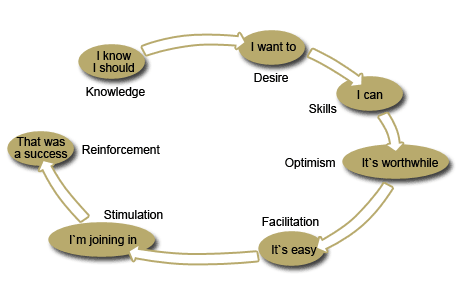 I know
I should
Knowledge
I want to
Desire
I can
Skills
It`s worthwhile
Optimism
Facilitation
It`s easy
Stimulation
I`m joining in
That was
a success
Reinforcement